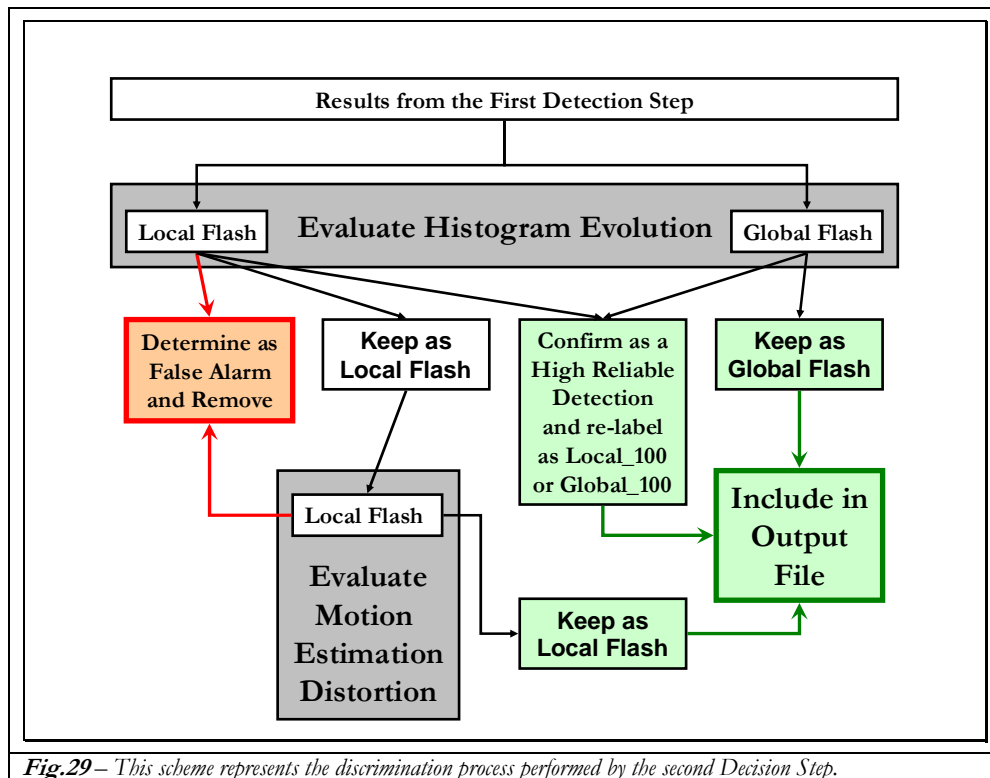 Results from the First Detection Step
Evaluate Histogram Evolution
Local Flash
Global Flash
Determine as
False Alarm
and Remove
Keep as
Local Flash
Confirm as a
High Reliable
Detection
and re-label
as Local_100
or Global_100
Keep as
Global Flash
Local Flash
Evaluate
Motion
Estimation
Distortion
Keep as
Local Flash
Include in
Output
File
Fig.29 – This scheme represents the discrimination process performed by the second Decision Step.